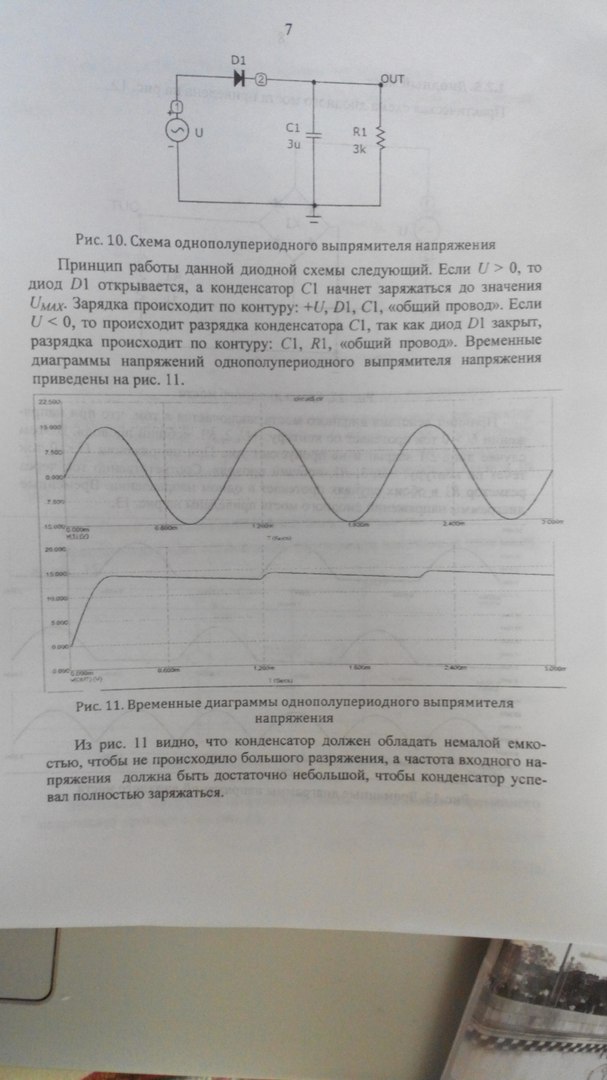 7
D1
2
OUT
1
+
U
C1
3u
R1
3k
Рис. 10. Схема однополупериодного выпрямителя напряжения
Принцип работы данной диодной схемы следующий. Если U > 0, то
диод D1 открывается, а конденсатор C1 начнет заряжаться до значения
UMAX. Зарядка происходит по контуру: +U, D1, C1, «общий провод». Если
U < 0, то происходит разрядка конденсатора C1, так как диод D1 закрыт,
разрядка происходит по контуру: C1, R1, «общий провод». Временные
диаграммы напряжений однополупериодного выпрямителя напряжения
приведены на рис. 11.
22.500
15.000
7.500
0.000
7.500
15.000
0.000m 0.600m 1.200m 1.800m 2.400m 3.000m
20.000
15.000
10.000
5.000
0.000
0.000m 0.600m 1.200m 1.800m 2.400m 3.000m
Рис. 11. Временные диаграммы однополупериодного выпрямителя
напряжения
Из рис. 11 видно, что конденсатор должен обладать немалой емко-
стью, чтобы не происходило большого разряжения, а частота входного на-
пряжения должна быть достаточно небольшой, чтобы конденсатор успе-
вал полностью заряжаться.